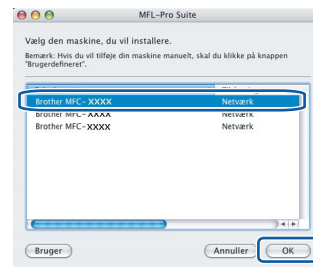 MFL-Pro Suite
Vælg den maskine, du vil installere.
Bemærk: Hvis du vil tilføje din maskine manuelt, skal du klikke på knappen
"Brugerdefineret".
Brother MFC- XXXX Netværk
Brother MFC- XXXX Netværk
Brother MFC- XXXX Netværk
Bruger
Annuller
OK